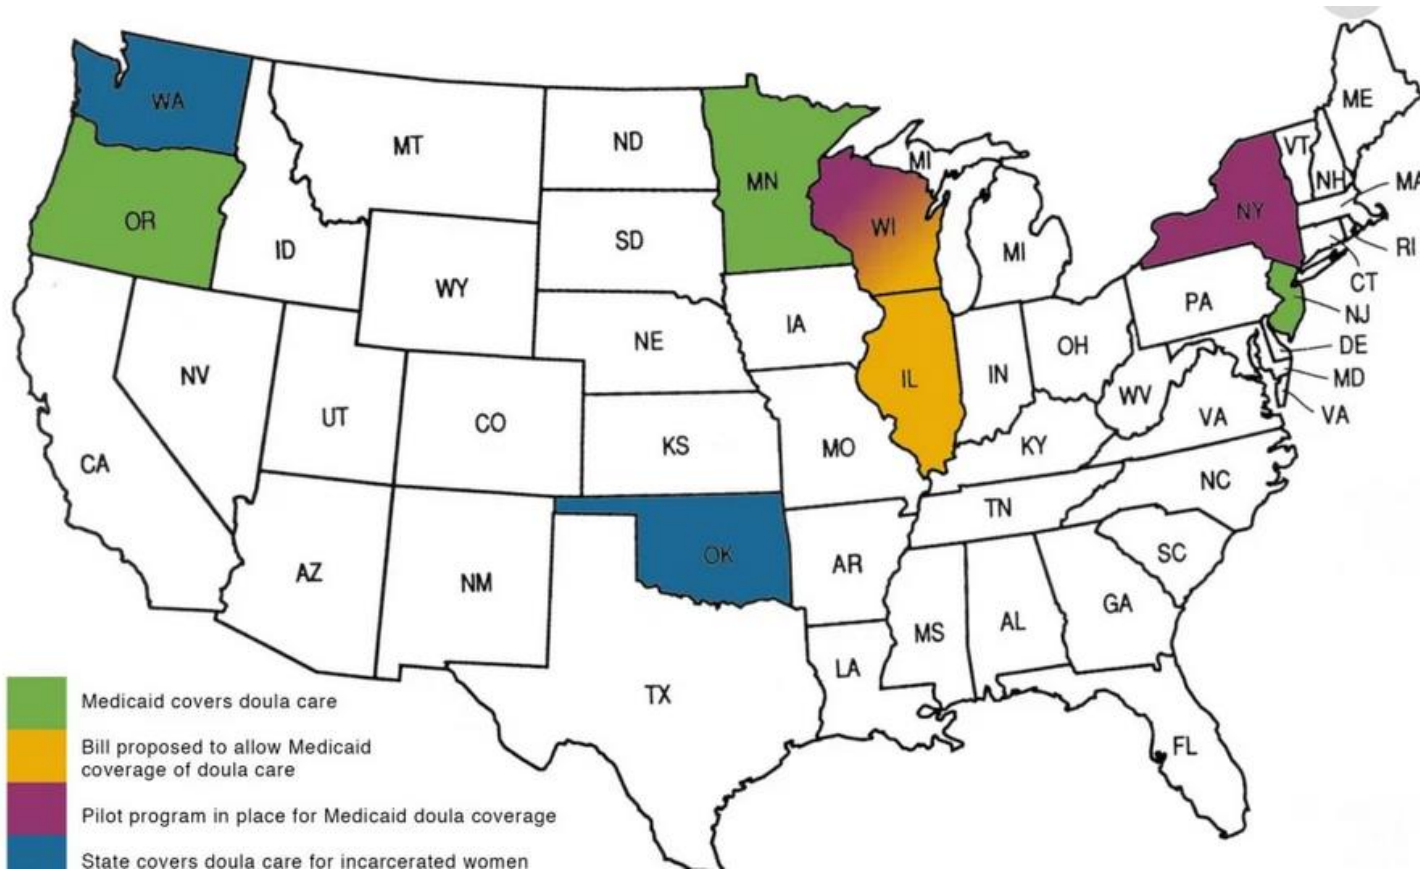 WA
MT
ND
MN
ME
VT
NH
MA
MI
OR
ID
SD
WI
MI
NY
RI
WY
CT
PA
NJ
IA
NE
OH
DE
NV
IL
IN
MD
UT
CO
WV
VA
VA
CA
KS
MO
KY
NC
TN
OK
AR
SC
AZ
NM
GA
MS
AL
LA
TX
FL
Medicaid covers doula care
Bill proposed to allow Medicaid
coverage of doula care
Pilot program in place for Medicaid doula coverage
State covers doula care for incarcerated women